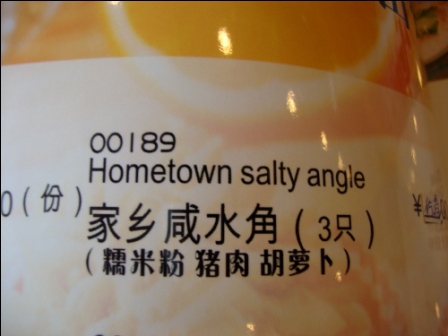 00189
Hometown salty angle
0(份)
家乡咸水角(3只)
(糯米粉 猪肉 胡萝卜)
¥